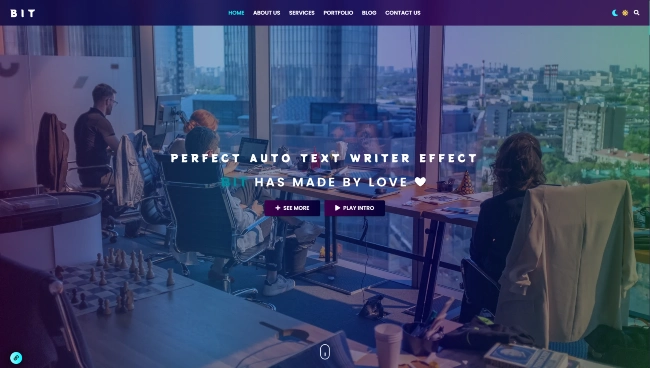 BIT
HOME ABOUT US SERVICES PORTFOLIO BLOG CONTACT US
PERFECT AUTO TEXT WRITER EFFECT
BIT HAS MADE BY LOVE
SEE MORE PLAY INTRO